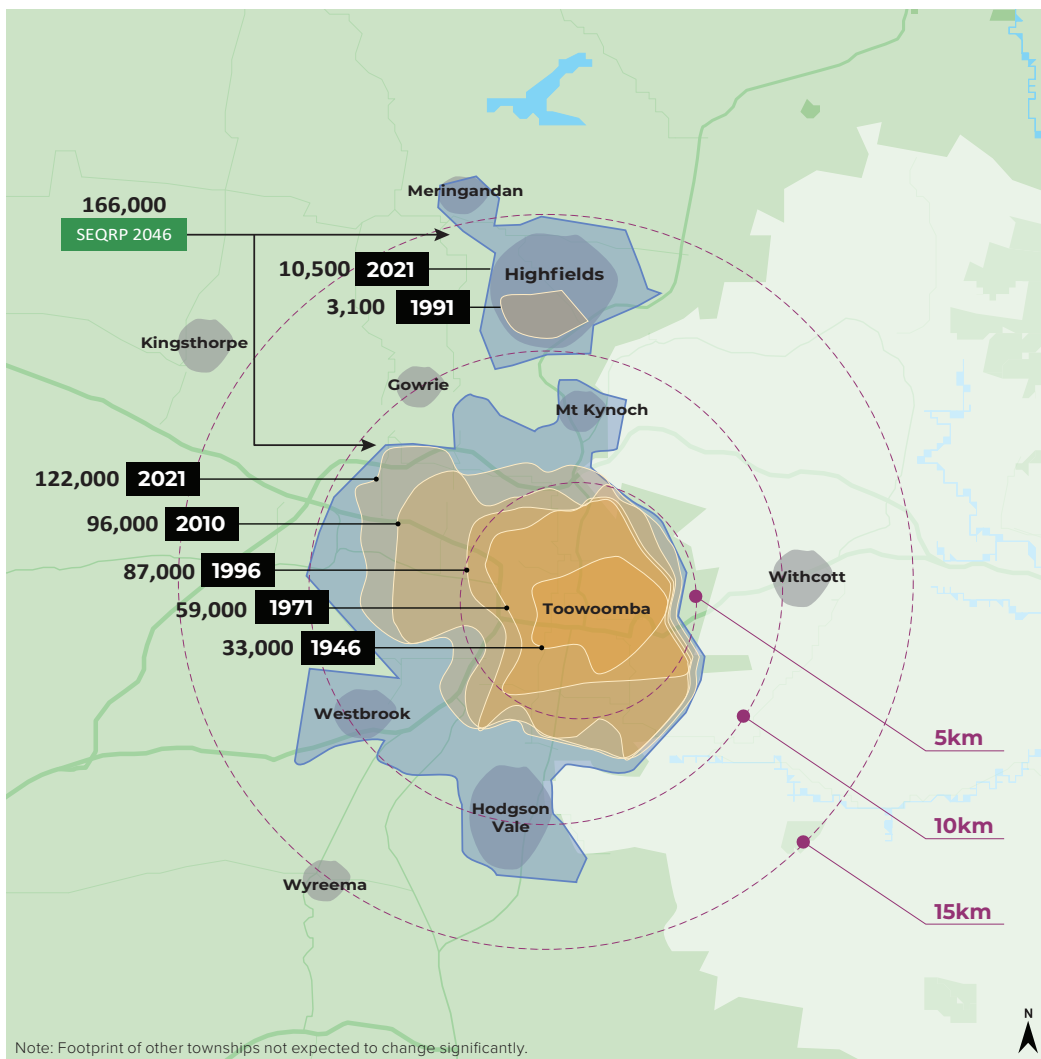 Meringandan
166,000
SEQRP 2046
10,500 2021
Highfields
3,100 1991
Kingsthorpe
Gowrie
Mt Kynoch
122,000 2021
96,000 2010
87,000 1996
Withcott
59,000 1971
Toowoomba
33,000 1946
Westbrook
5km
Hodgson
Vale
10km
Wyreema
15km
N
Note: Footprint of other townships not expected to change significantly.